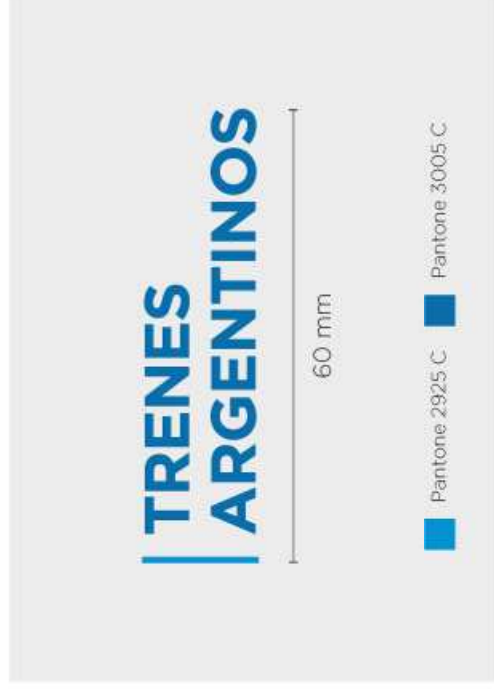 TRENES
ARGENTINOS
60 mm
Pantone 2925 C
Pantone 3005 C